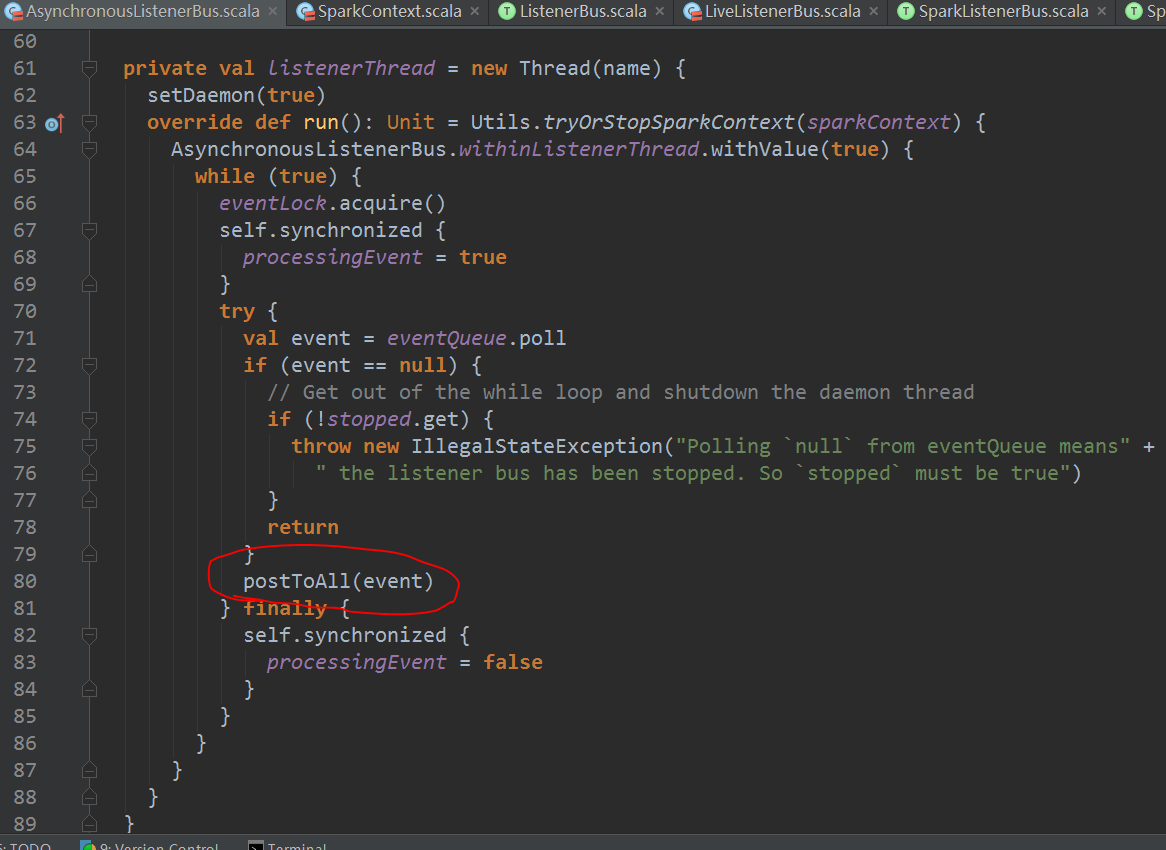 AsynchronousListenerBus.scala × SparkContext.scala × ListenerBus.scala × LiveListenerBus.scala × SparkListenerBus.scala × Sp
60
61 private val listenerThread = new Thread(name) {
62 setDaemon(true)
63 override def run(): Unit = Utils.tryOrStopSparkContext(sparkContext) {
64 AsynchronousListenerBus.withinListenerThread.withValue(true) {
65 while (true) {
66 eventLock.acquire()
67 self.synchronized {
68 processingEvent = true
69 }
70 try {
71 val event = eventQueue.poll
72 if (event == null) {
73 // Get out of the while loop and shutdown the daemon thread
74 if (!stopped.get) {
75 throw new IllegalStateException("Polling `null` from eventQueue means" +
76 " the listener bus has been stopped. So `stopped` must be true")
77 }
78 return
79 }
80 postToAll(event)
81 } finally {
82 self.synchronized {
83 processingEvent = false
84 }
85 }
86 }
87 }
88 }
89 }
: TODO 9: Version Control Terminal